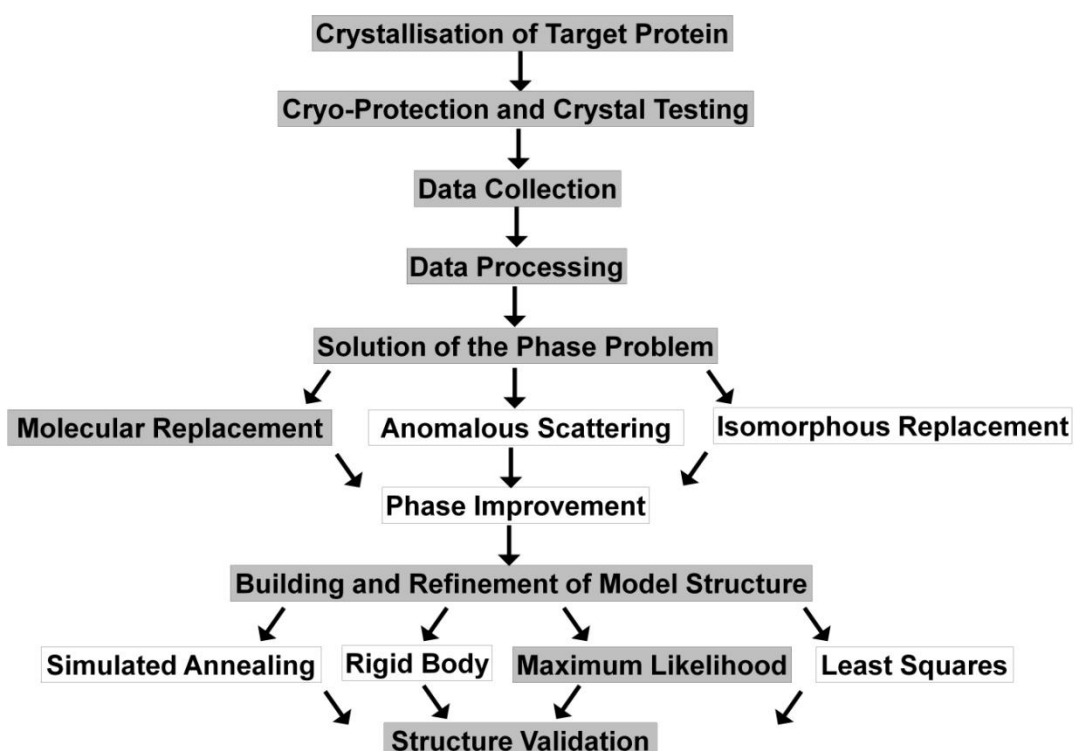 Crystallisation of Target Protein
Cryo-Protection and Crystal Testing
Data Collection
Data Processing
Solution of the Phase Problem
Molecular Replacement
Anomalous Scattering
Isomorphous Replacement
Phase Improvement
Building and Refinement of Model Structure
Simulated Annealing
Rigid Body
Maximum Likelihood
Least Squares
Structure Validation